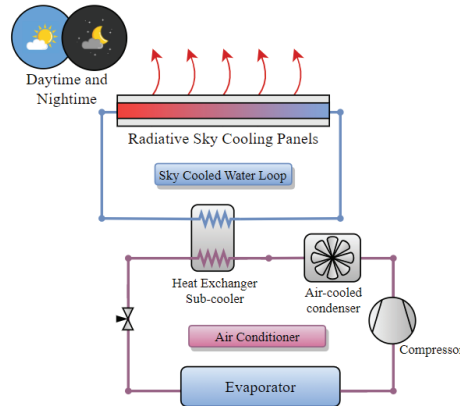 Daytime and
Nightime
Radiative Sky Cooling Panels
Sky Cooled Water Loop
Heat Exchanger
Sub-cooler
Air-cooled
condenser
Compressor
Air Conditioner
Evaporator